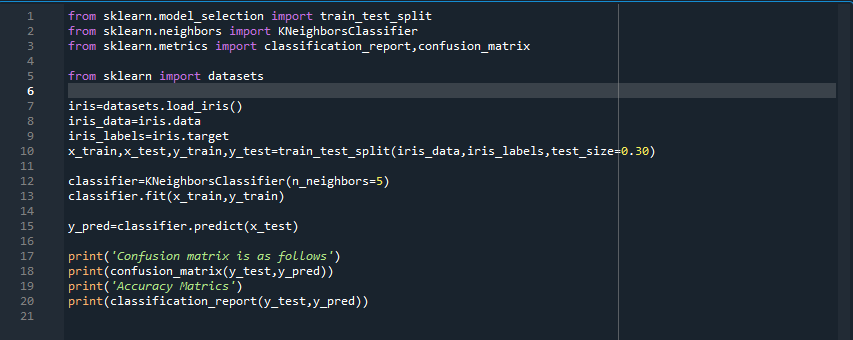 1 from sklearn.model_selection import train_test_split
2 from sklearn.neighbors import KNeighborsClassifier
3 from sklearn.metrics import classification_report,confusion_matrix
4
5 from sklearn import datasets
6
7 iris=datasets.load_iris()
8 iris_data=iris.data
9 iris_labels=iris.target
10 x_train,x_test,y_train,y_test=train_test_split(iris_data,iris_labels,test_size=0.30)
11
12 classifier=KNeighborsClassifier(n_neighbors=5)
13 classifier.fit(x_train,y_train)
14
15 y_pred=classifier.predict(x_test)
16
17 print('Confusion matrix is as follows')
18 print(confusion_matrix(y_test,y_pred))
19 print('Accuracy Matrics')
20 print(classification_report(y_test,y_pred))
21